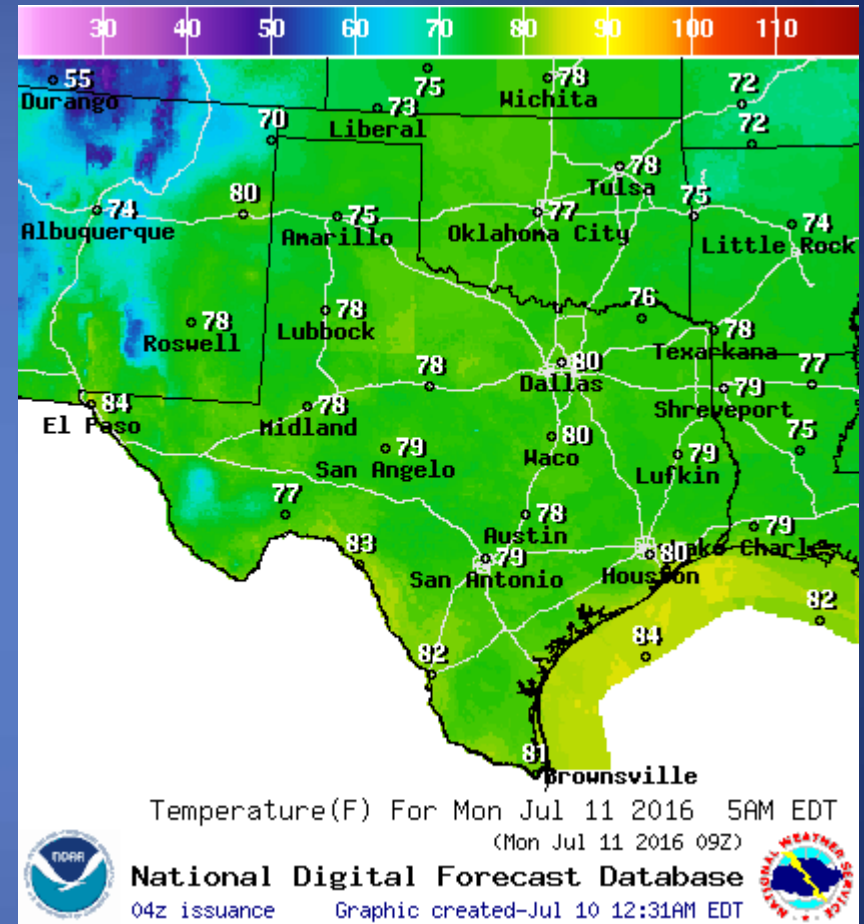 30 40 50 60 70 80 90 100 110
55
Durango
75
78
Wichita
72
73
Liberal
70
72
78
Tulsa
74
Albuquerque
80
75
Amarillo
77
Oklahoma City
75
74
Little Rock
78
Roswell
78
Lubbock
76
78
Texarkana
80
Dallas
78
77
79
Shreveport
84
El Paso
78
Midland
79
San Angelo
80
Waco
79
Lufkin
75
77
78
Austin
79
Lake Charles
83
79
San Antonio
80
Houston
82
84
82
81
Brownsville
Temperature(F) For Mon Jul 11 2016 5AM EDT
(Mon Jul 11 2016 09Z)
NOAA
National Digital Forecast Database
04z issuance Graphic created-Jul 10 12:31AM EDT
NATIONAL WEATHER SERVICE